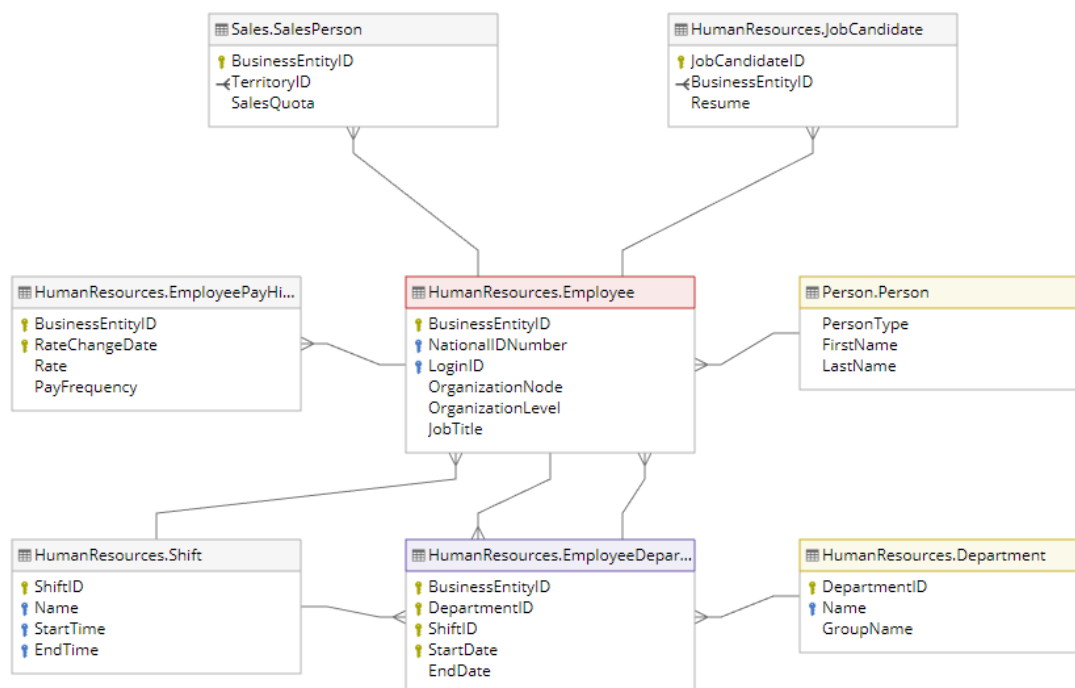 Sales.SalesPerson
BusinessEntityID
TerritoryID
SalesQuota
HumanResources.JobCandidate
JobCandidateID
BusinessEntityID
Resume
HumanResources.EmployeePayHi...
BusinessEntityID
RateChangeDate
Rate
PayFrequency
HumanResources.Employee
BusinessEntityID
NationalIDNumber
LoginID
OrganizationNode
OrganizationLevel
JobTitle
Person.Person
PersonType
FirstName
LastName
HumanResources.Shift
ShiftID
Name
StartTime
EndTime
HumanResources.EmployeeDepar...
BusinessEntityID
DepartmentID
ShiftID
StartDate
EndDate
HumanResources.Department
DepartmentID
Name
GroupName